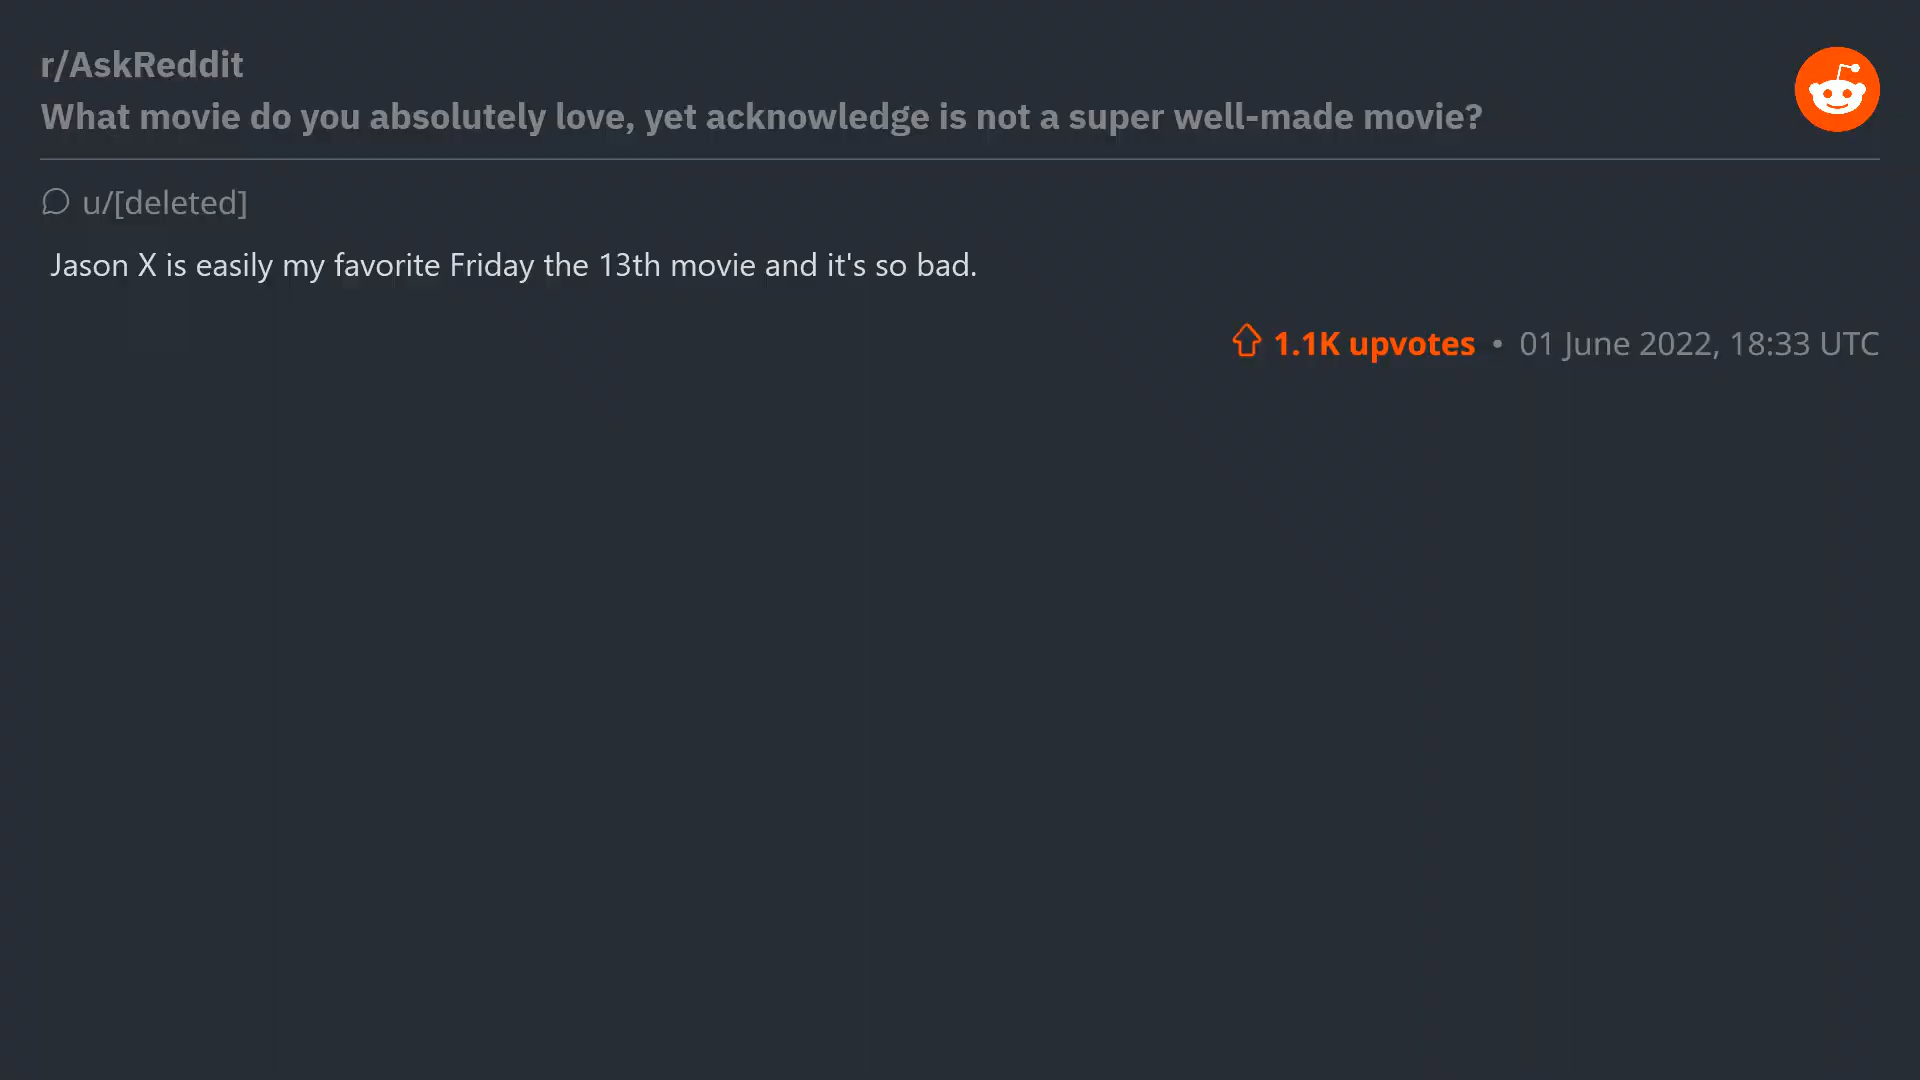 r/AskReddit
What movie do you absolutely love, yet acknowledge is not a super well-made movie?
u/[deleted]
Jason X is easily my favorite Friday the 13th movie and it's so bad.
1.1K upvotes • 01 June 2022, 18:33 UTC